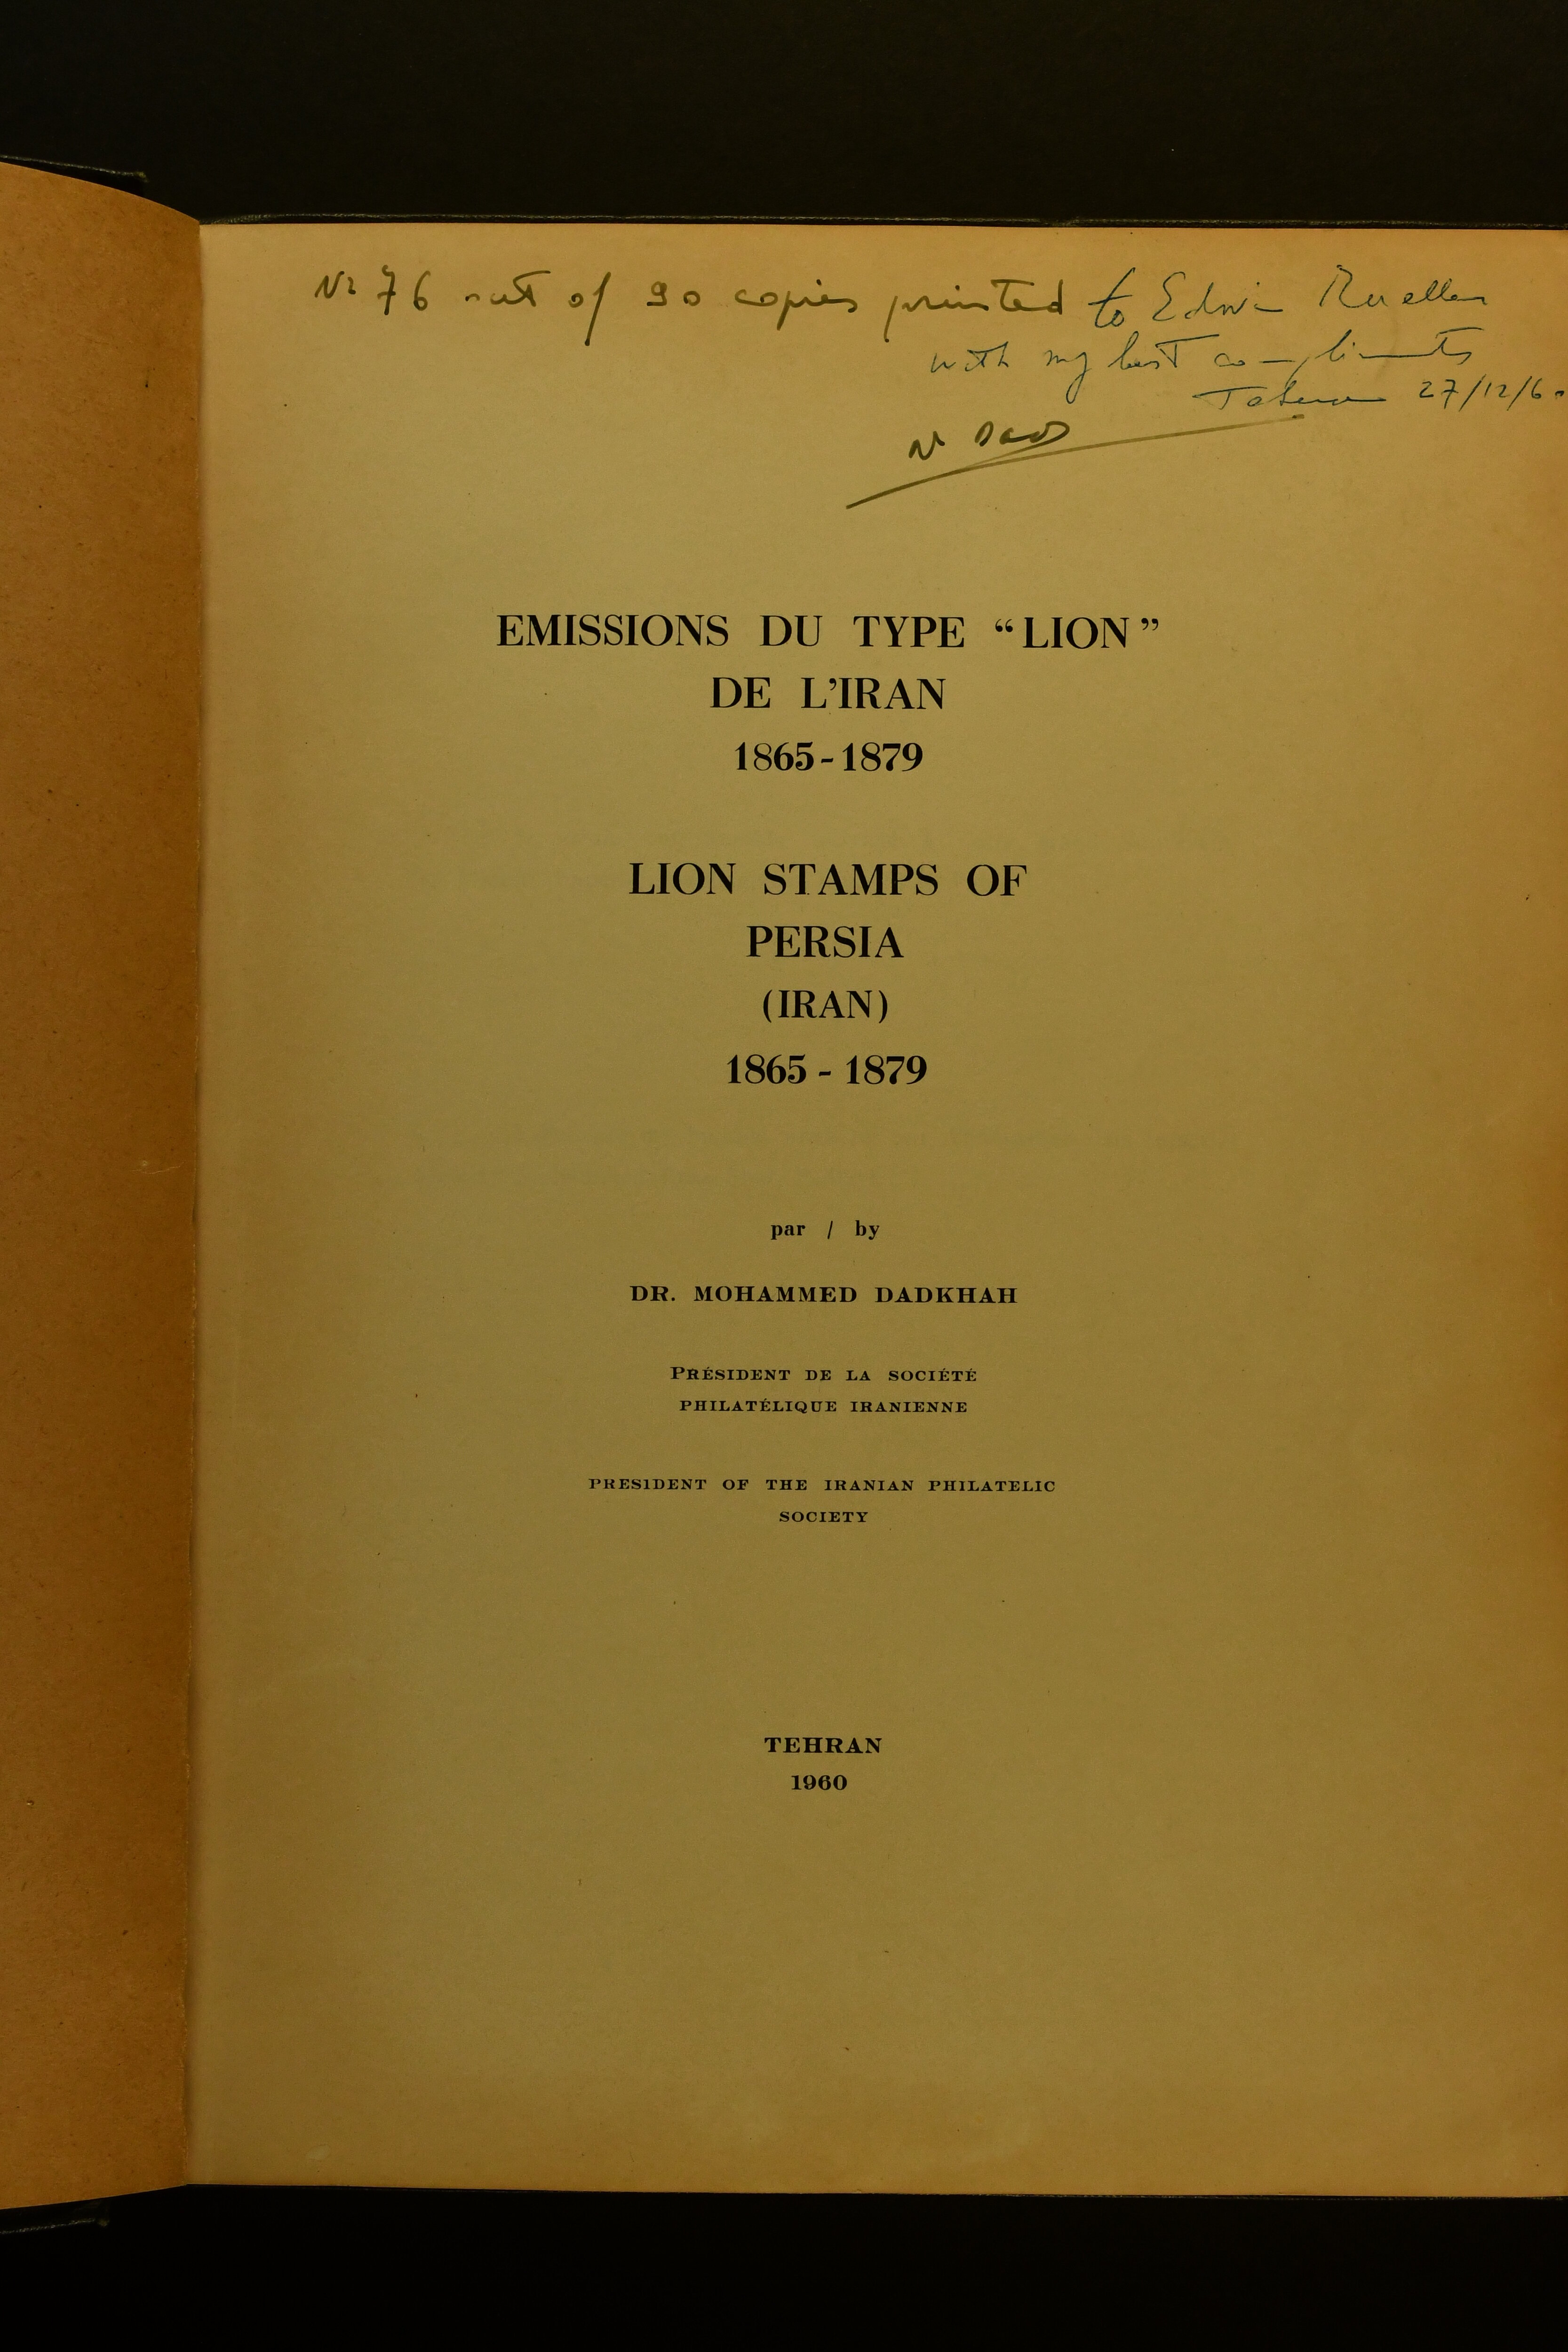 Nº 76 out of 90 copies printed to Edwin Mueller
with my best compliments
Teheran 27/12/60
EMISSIONS DU TYPE “LION”
DE L’IRAN
1865-1879
LION STAMPS OF
PERSIA
(IRAN)
1865 - 1879
par / by
DR. MOHAMMED DADKHAH
PRÉSIDENT DE LA SOCIÉTÉ
PHILATÉLIQUE IRANIENNE
PRESIDENT OF THE IRANIAN PHILATELIC
SOCIETY
TEHRAN
1960